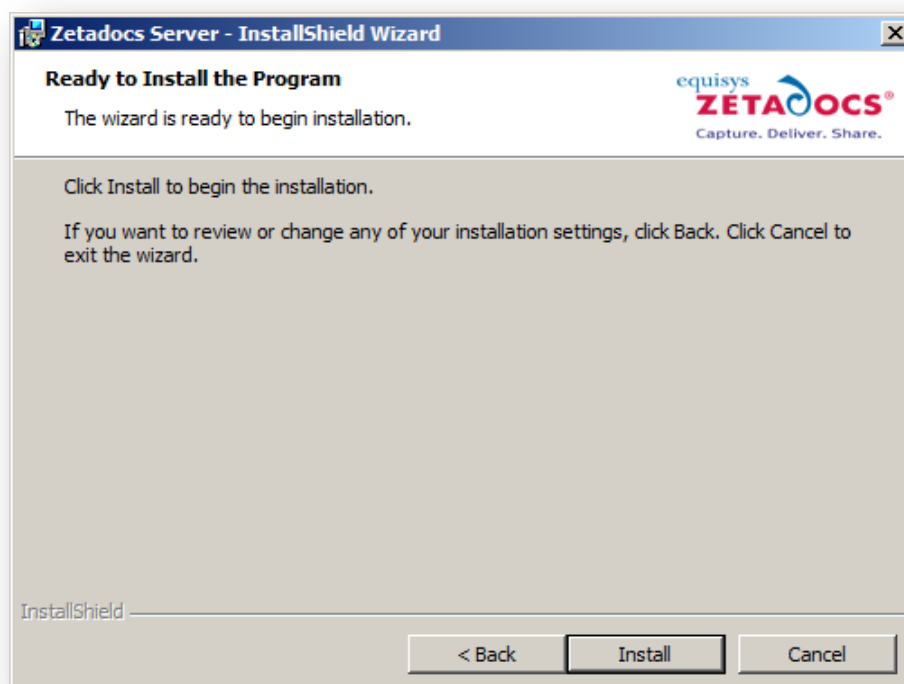 Zetadocs Server - InstallShield Wizard
Ready to Install the Program
The wizard is ready to begin installation.
equisys
ZETADOCS®
Capture. Deliver. Share.
Click Install to begin the installation.
If you want to review or change any of your installation settings, click Back. Click Cancel to
exit the wizard.
InstallShield
< Back
Install
Cancel